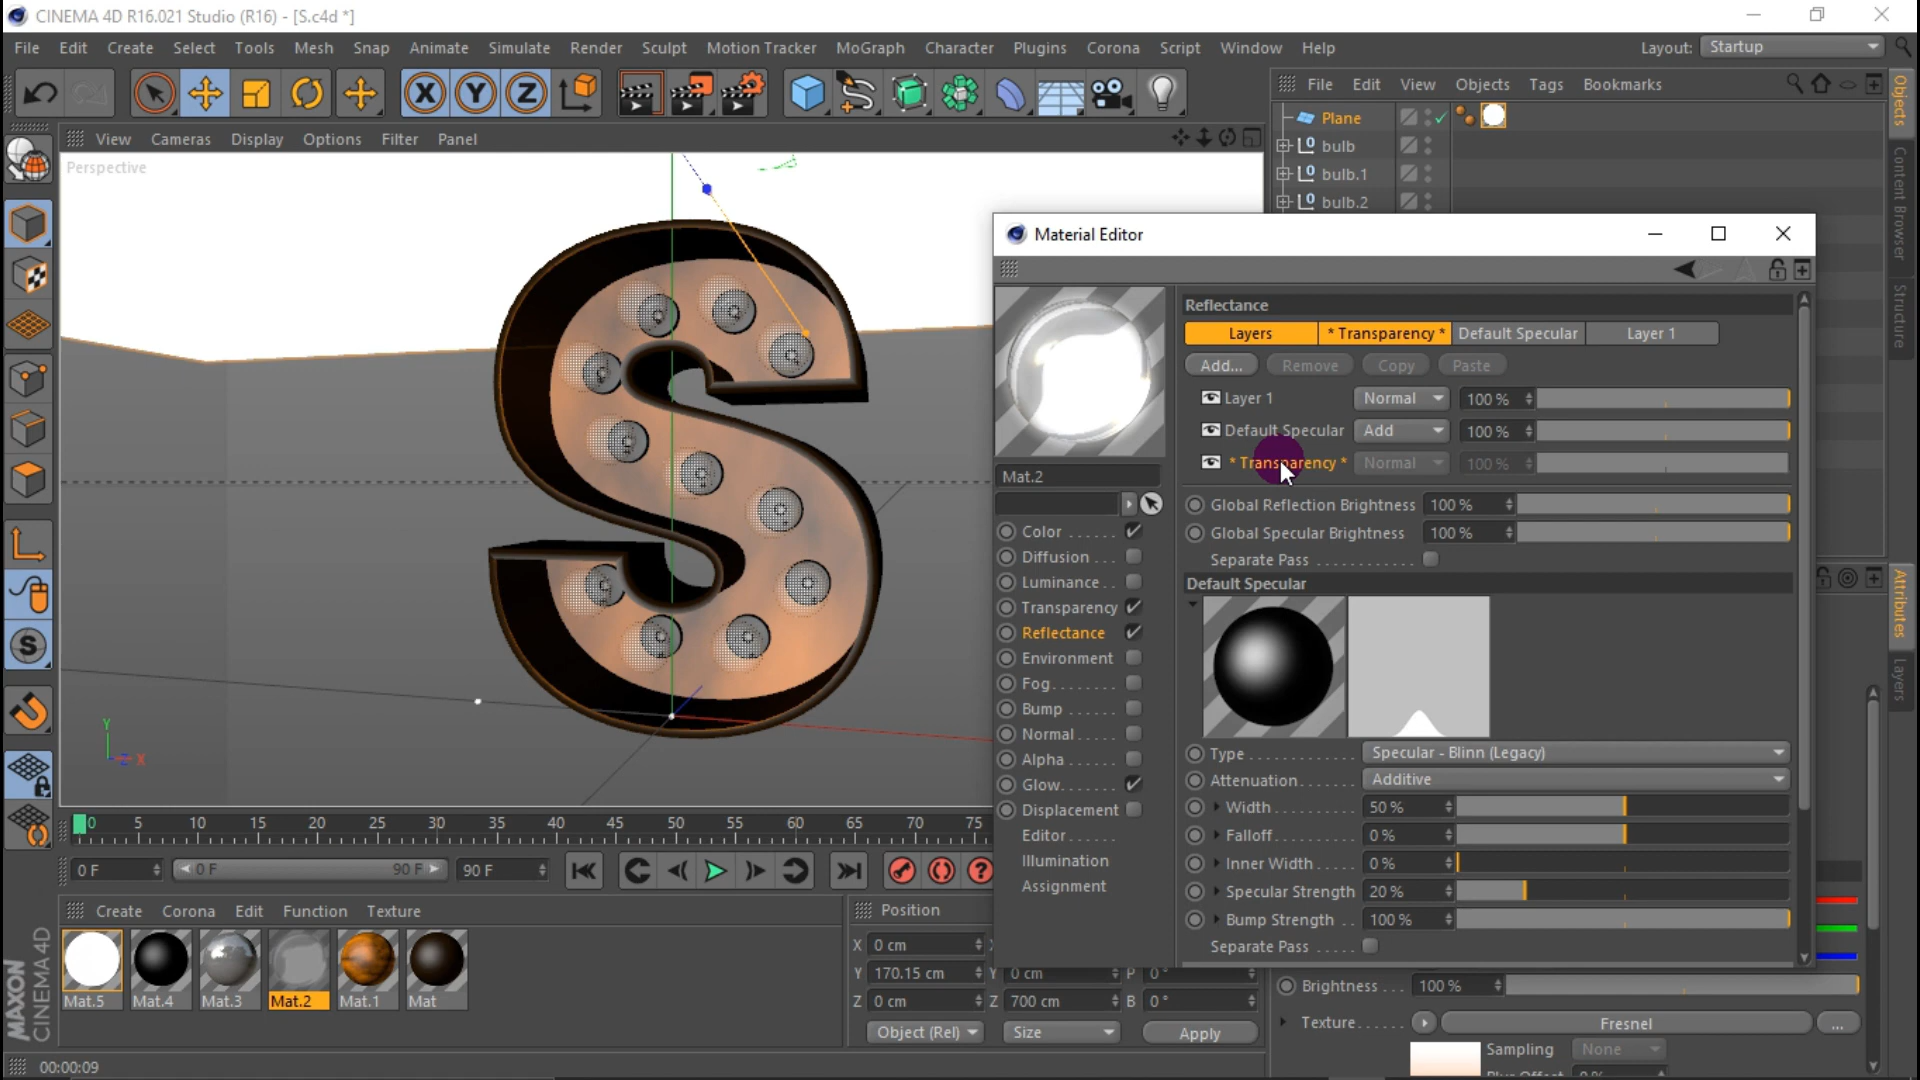 CINEMA 4D R16.021 Studio (R16) - [S.c4d *]
File Edit Create Select Tools Mesh Snap Animate Simulate Render Sculpt Motion Tracker MoGraph Character Plugins Corona Script Window Help Layout: Startup
File Edit View Objects Tags Bookmarks
View Cameras Display Options Filter Panel
Perspective
Plane
bulb
bulb.1
bulb.2
Objects
Content Browser
Structure
Attributes
Layers
Material Editor
Mat.2
Color
Diffusion
Luminance
Transparency
Reflectance
Environment
Fog
Bump
Normal
Alpha
Glow
Displacement
Editor
Illumination
Assignment
Reflectance
Layers * Transparency * Default Specular Layer 1
Add... Remove Copy Paste
Layer 1 Normal 100 %
Default Specular Add 100 %
* Transparency * Normal 100 %
Global Reflection Brightness 100 %
Global Specular Brightness 100 %
Separate Pass
Default Specular
Type Specular - Blinn (Legacy)
Attenuation Additive
Width 50 %
Falloff 0 %
Inner Width 0 %
Specular Strength 20 %
Bump Strength 100 %
Separate Pass
Y
Z X
0 5 10 15 20 25 30 35 40 45 50 55 60 65 70 75
0 F 0 F 90 F 90 F
Create Corona Edit Function Texture
Mat.5 Mat.4 Mat.3 Mat.2 Mat.1 Mat
Position
X 0 cm
Y 170.15 cm Y 0 cm P 0°
Z 0 cm Z 700 cm B 0°
Object (Rel) Size Apply
Brightness 100 %
Texture Fresnel ...
Sampling None
MAXON
CINEMA 4D
00:00:09